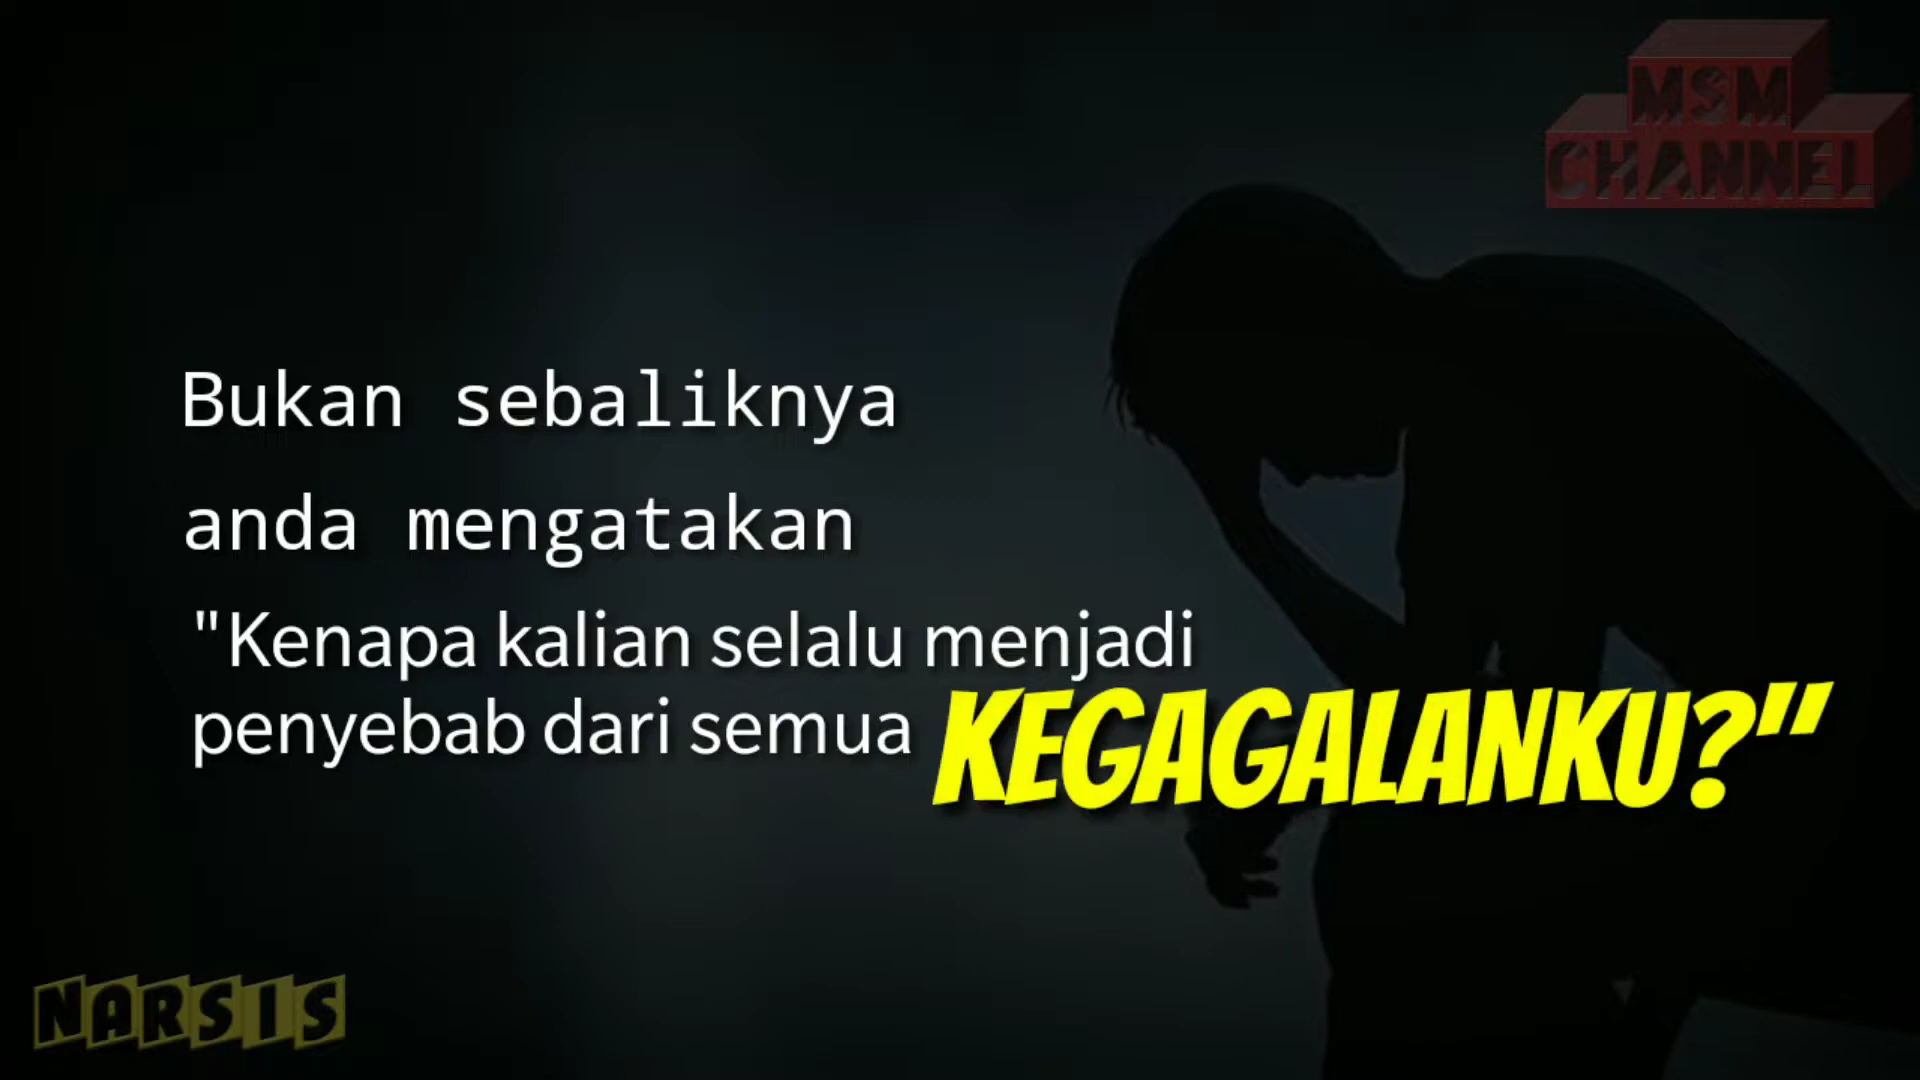 MSM
CHANNEL
Bukan sebaliknya
anda mengatakan
"Kenapa kalian selalu menjadi
penyebab dari semua KEGAGALANKU?"
NARSIS